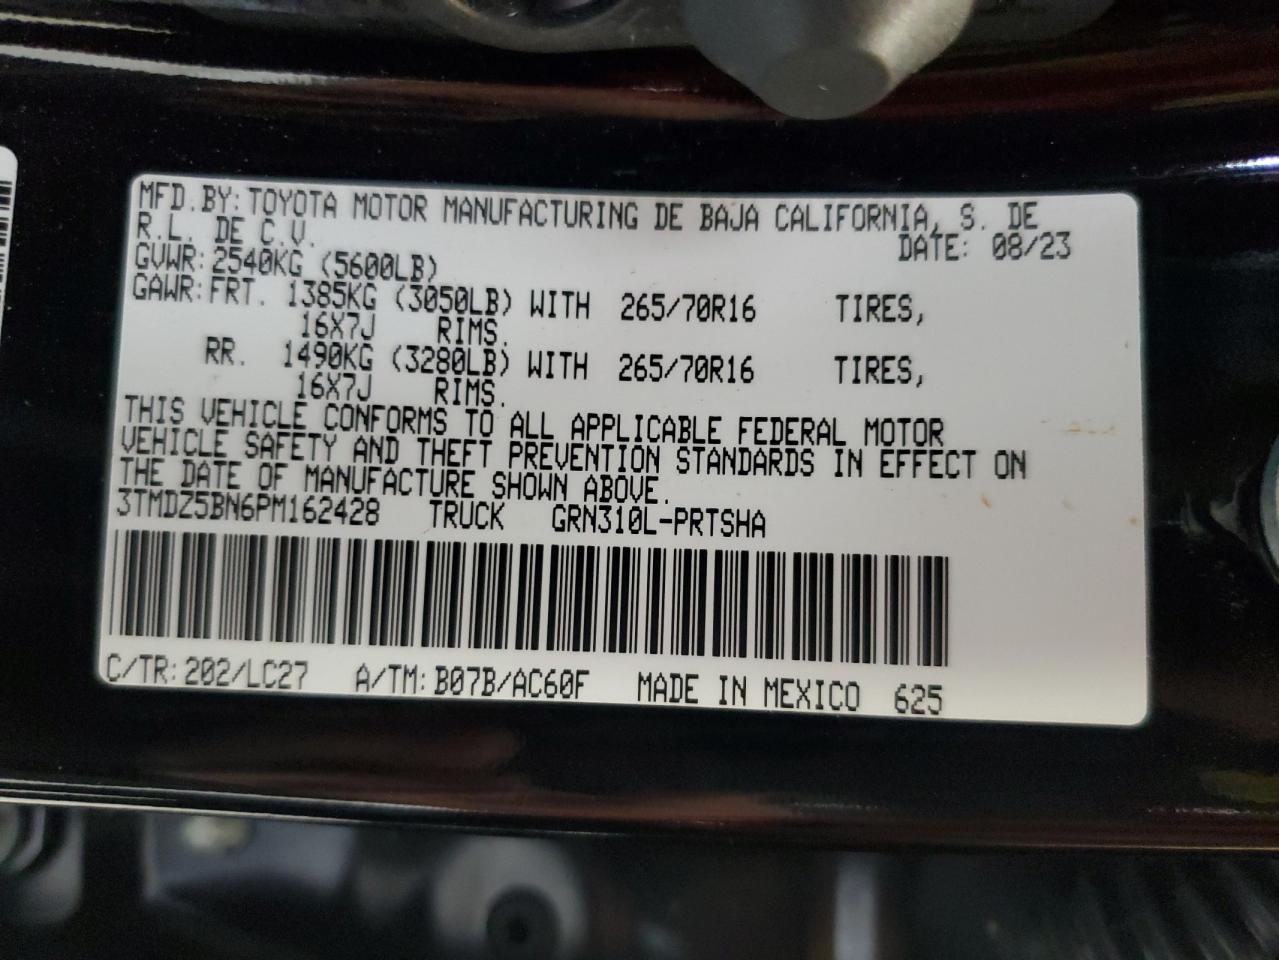 MFD.BY: TOYOTA MOTOR MANUFACTURING DE BAJA CALIFORNIA, S. DE
R.L. DE C.V. DATE: 08/23
GVWR: 2540KG (5600LB)
GAWR: FRT. 1385KG (3050LB) WITH 265/70R16 TIRES,
16X7J RIMS.
RR. 1490KG (3280LB) WITH 265/70R16 TIRES,
16X7J RIMS.
THIS VEHICLE CONFORMS TO ALL APPLICABLE FEDERAL MOTOR
VEHICLE SAFETY AND THEFT PREVENTION STANDARDS IN EFFECT ON
THE DATE OF MANUFACTURE SHOWN ABOVE.
3TMDZ5BN6PM162428 TRUCK GRN310L-PRTSHA
C/TR: 202/LC27 A/TM: B07B/AC60F MADE IN MEXICO 625